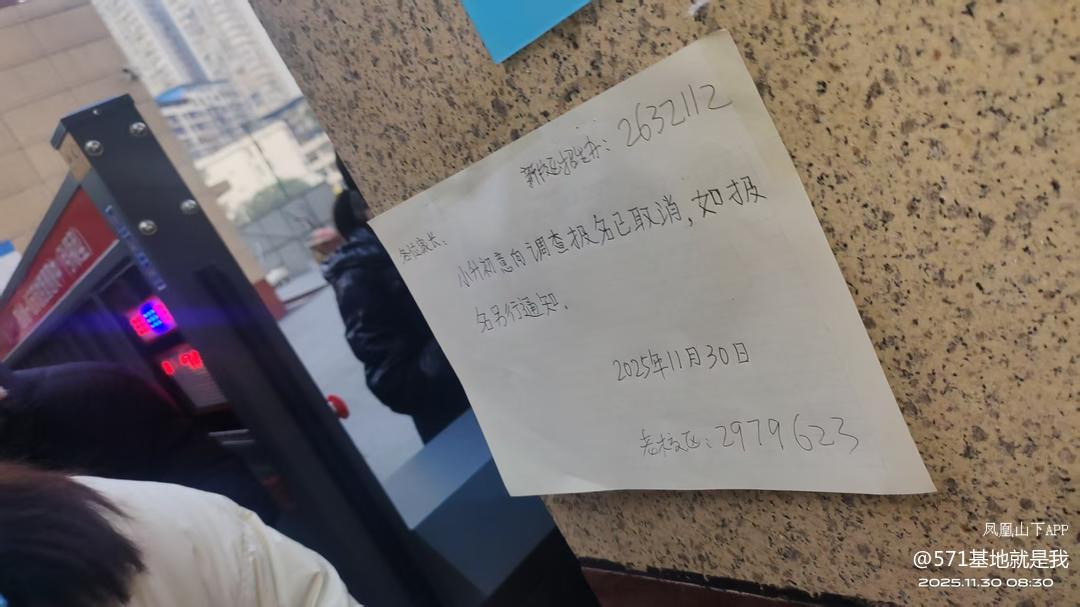 新校区招生办：2632112
各位家长：
小升初意向调查报名已取消，如报
名另行通知．
2025年11月30日
老校区：2979623
凤凰山下APP
@571基地就是我
2025.11.30 08:30